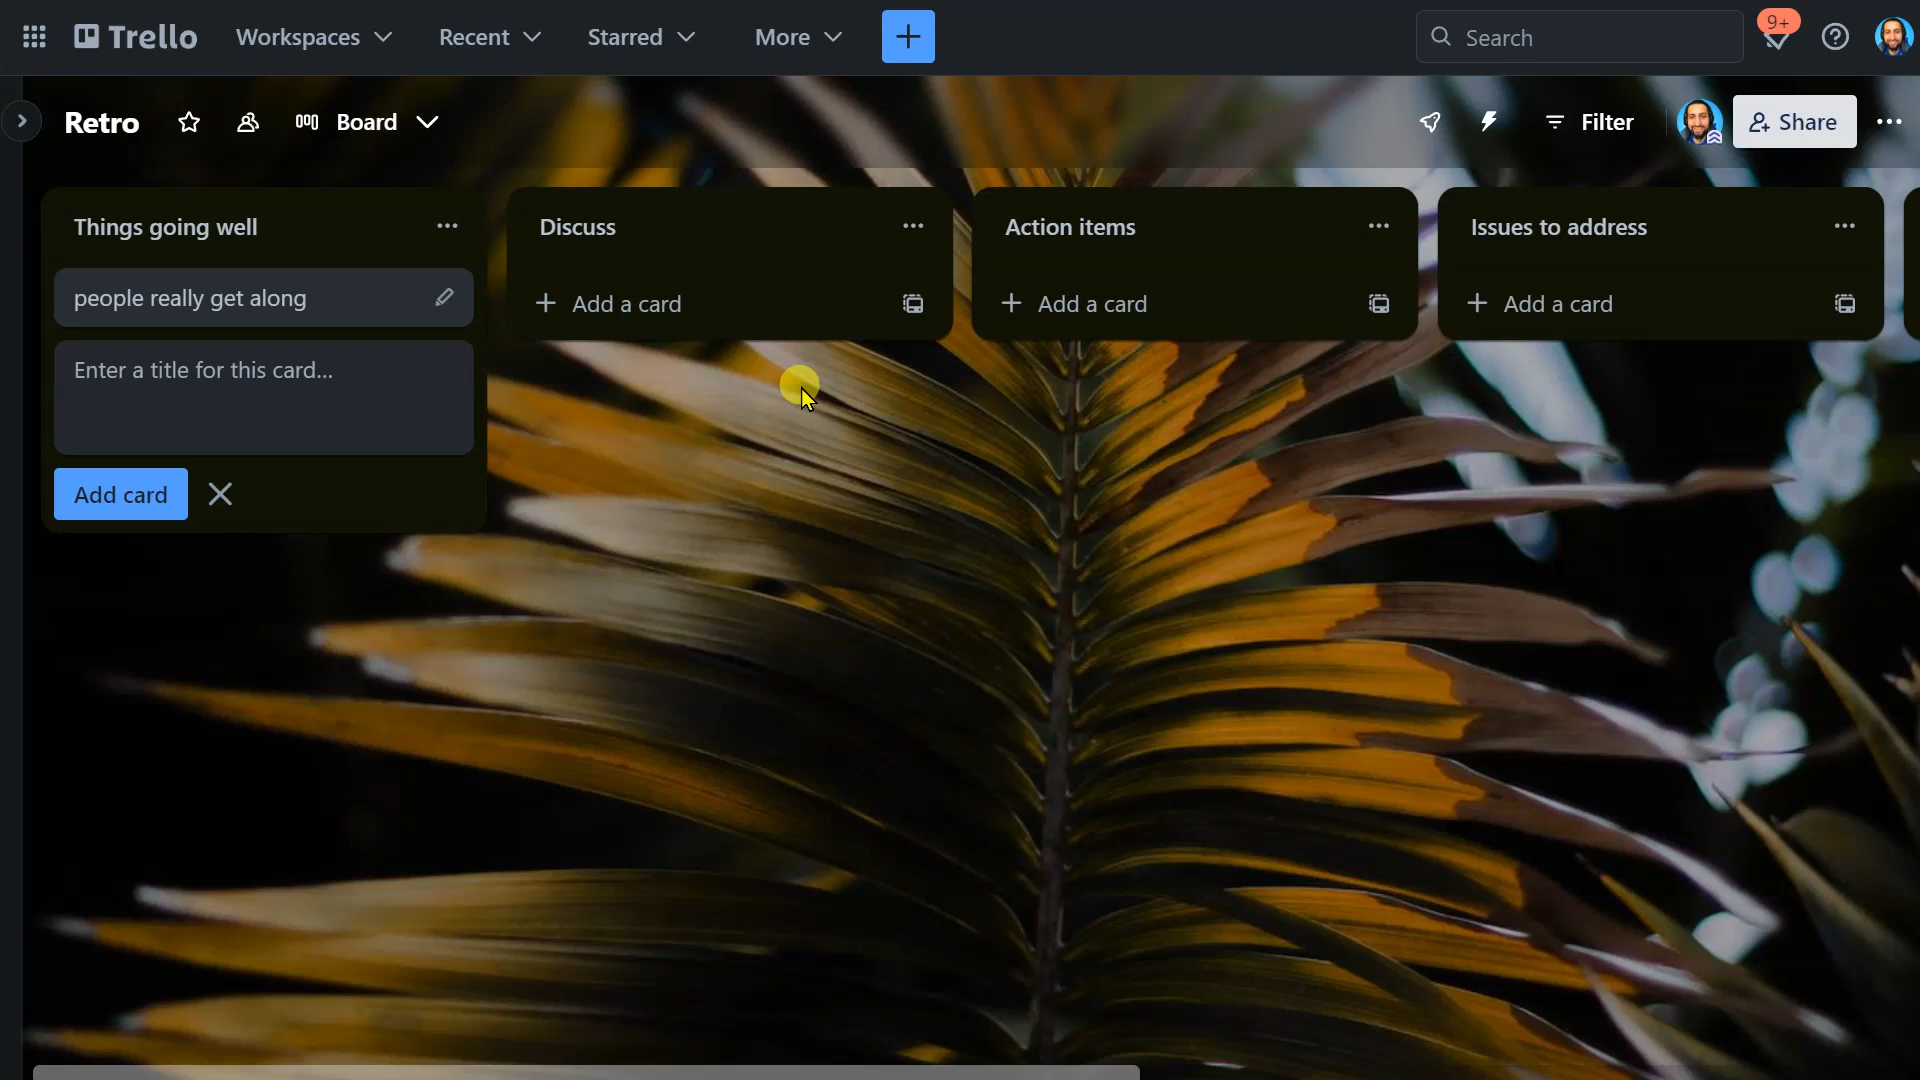 Trello Workspaces Recent Starred More Search 9+
Retro Board Filter Share
Things going well
people really get along
Enter a title for this card...
Add card
Discuss
Add a card
Action items
Add a card
Issues to address
Add a card